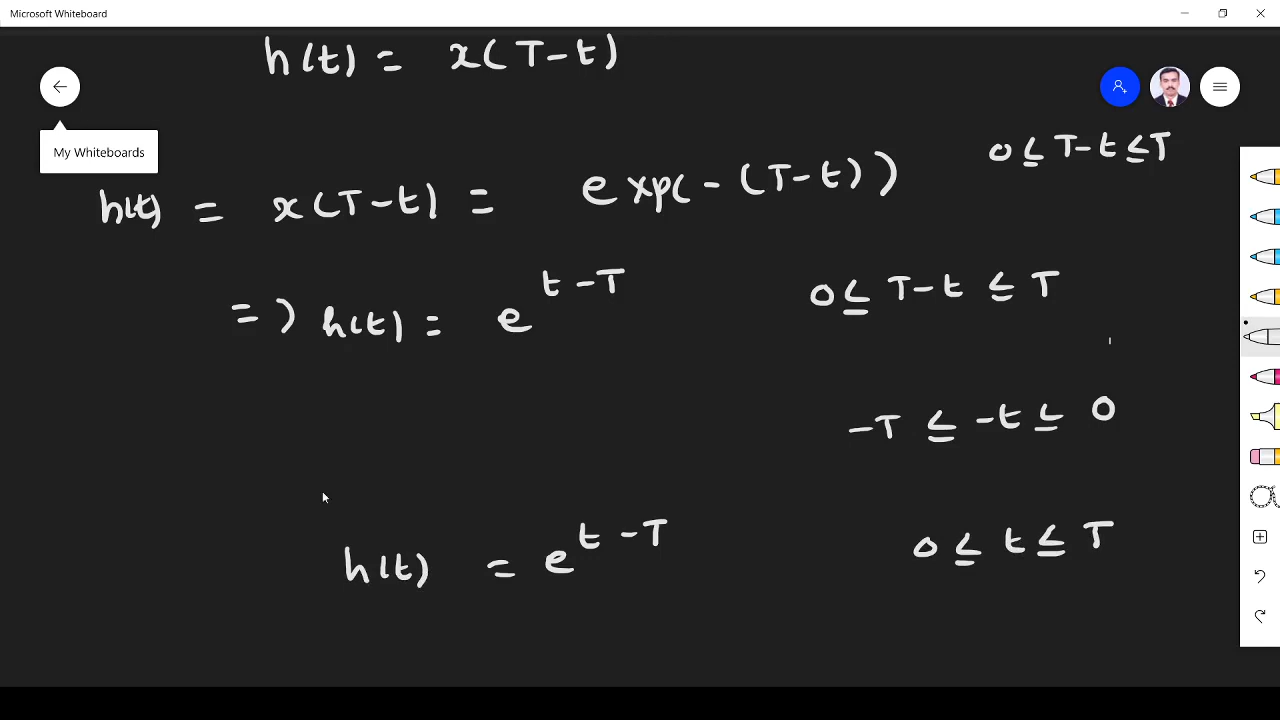 Microsoft Whiteboard
h(t) = x(T-t)
My Whiteboards
0 ≤ T-t ≤ T
h(t) = x(T-t) = exp(-(T-t))
=) h(t) = e^{t-T} 0 ≤ T-t ≤ T
-T ≤ -t ≤ 0
h(t) = e^{t-T} 0 ≤ t ≤ T